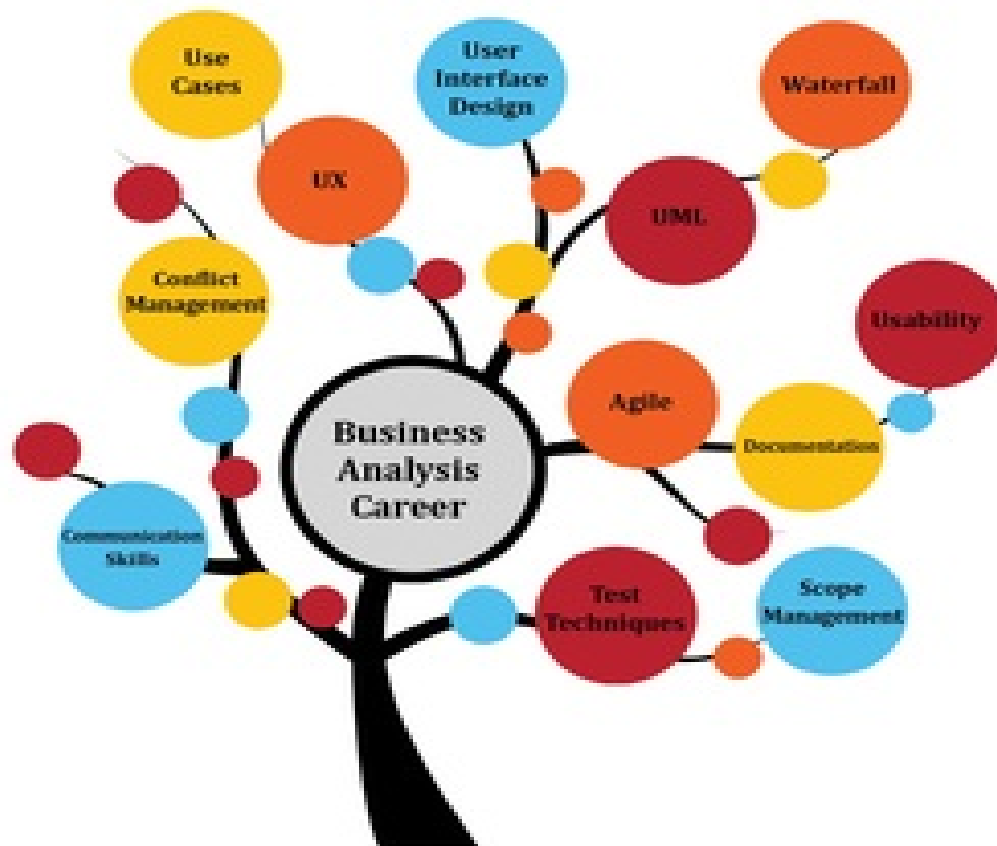 Use
Cases
User
Interface
Design
Waterfall
UX
UML
Conflict
Management
Usability
Agile
Business
Analysis
Career
Documentation
Communication
Skills
Test
Techniques
Scope
Management